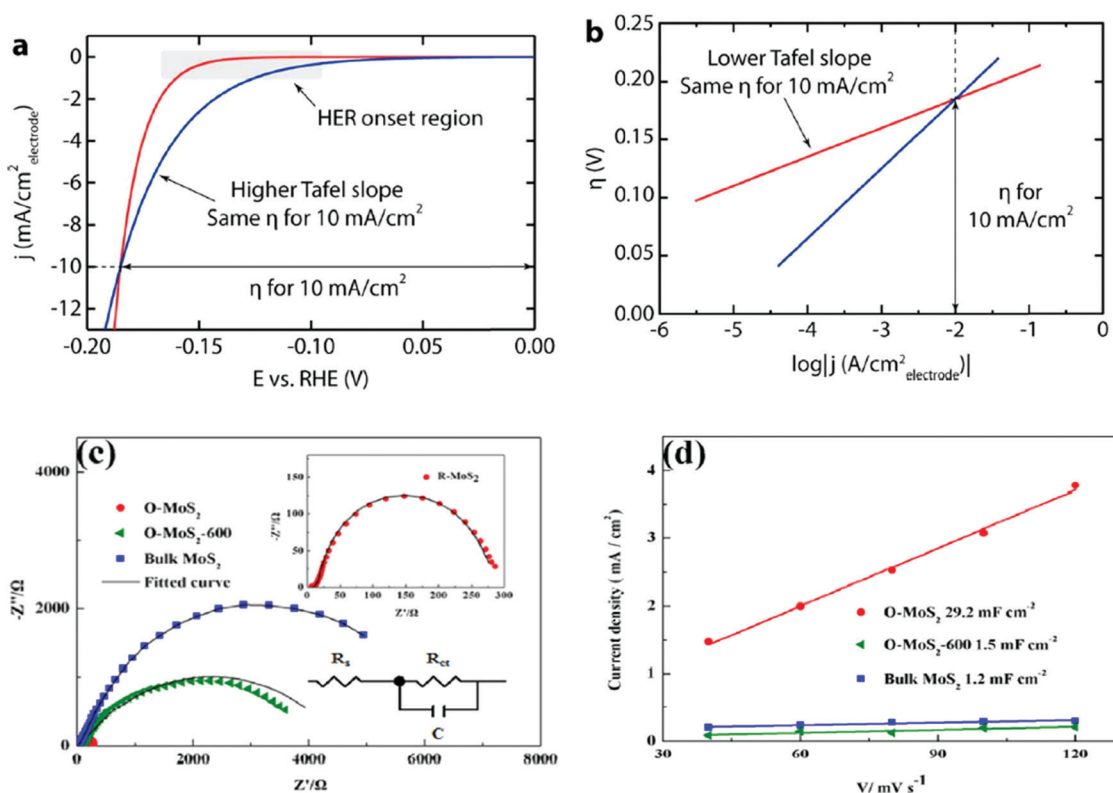 a
0
-2
-4
-6
-8
-10
-12
j (mA/cm²electrode)
HER onset region
Higher Tafel slope
Same η for 10 mA/cm²
η for 10 mA/cm²
-0.20
-0.15
-0.10
-0.05
0.00
E vs. RHE (V)
b
0.25
0.20
0.15
0.10
0.05
0.00
η (V)
Lower Tafel slope
Same η for 10 mA/cm²
η for
10 mA/cm²
-6
-5
-4
-3
-2
-1
0
log|j (A/cm²electrode)|
(c)
4000
2000
0
-Z''/Ω
O-MoS₂
O-MoS₂-600
Bulk MoS₂
Fitted curve
150
100
50
0
-Z''/Ω
R-MoS₂
0
50
100
150
200
250
300
Z'/Ω
Rs
Rct
C
0
2000
4000
6000
8000
Z'/Ω
(d)
4
3
2
1
0
Current density ( mA / cm²)
O-MoS₂ 29.2 mF cm⁻²
O-MoS₂-600 1.5 mF cm⁻²
Bulk MoS₂ 1.2 mF cm⁻²
30
60
90
120
V/ mV s⁻¹